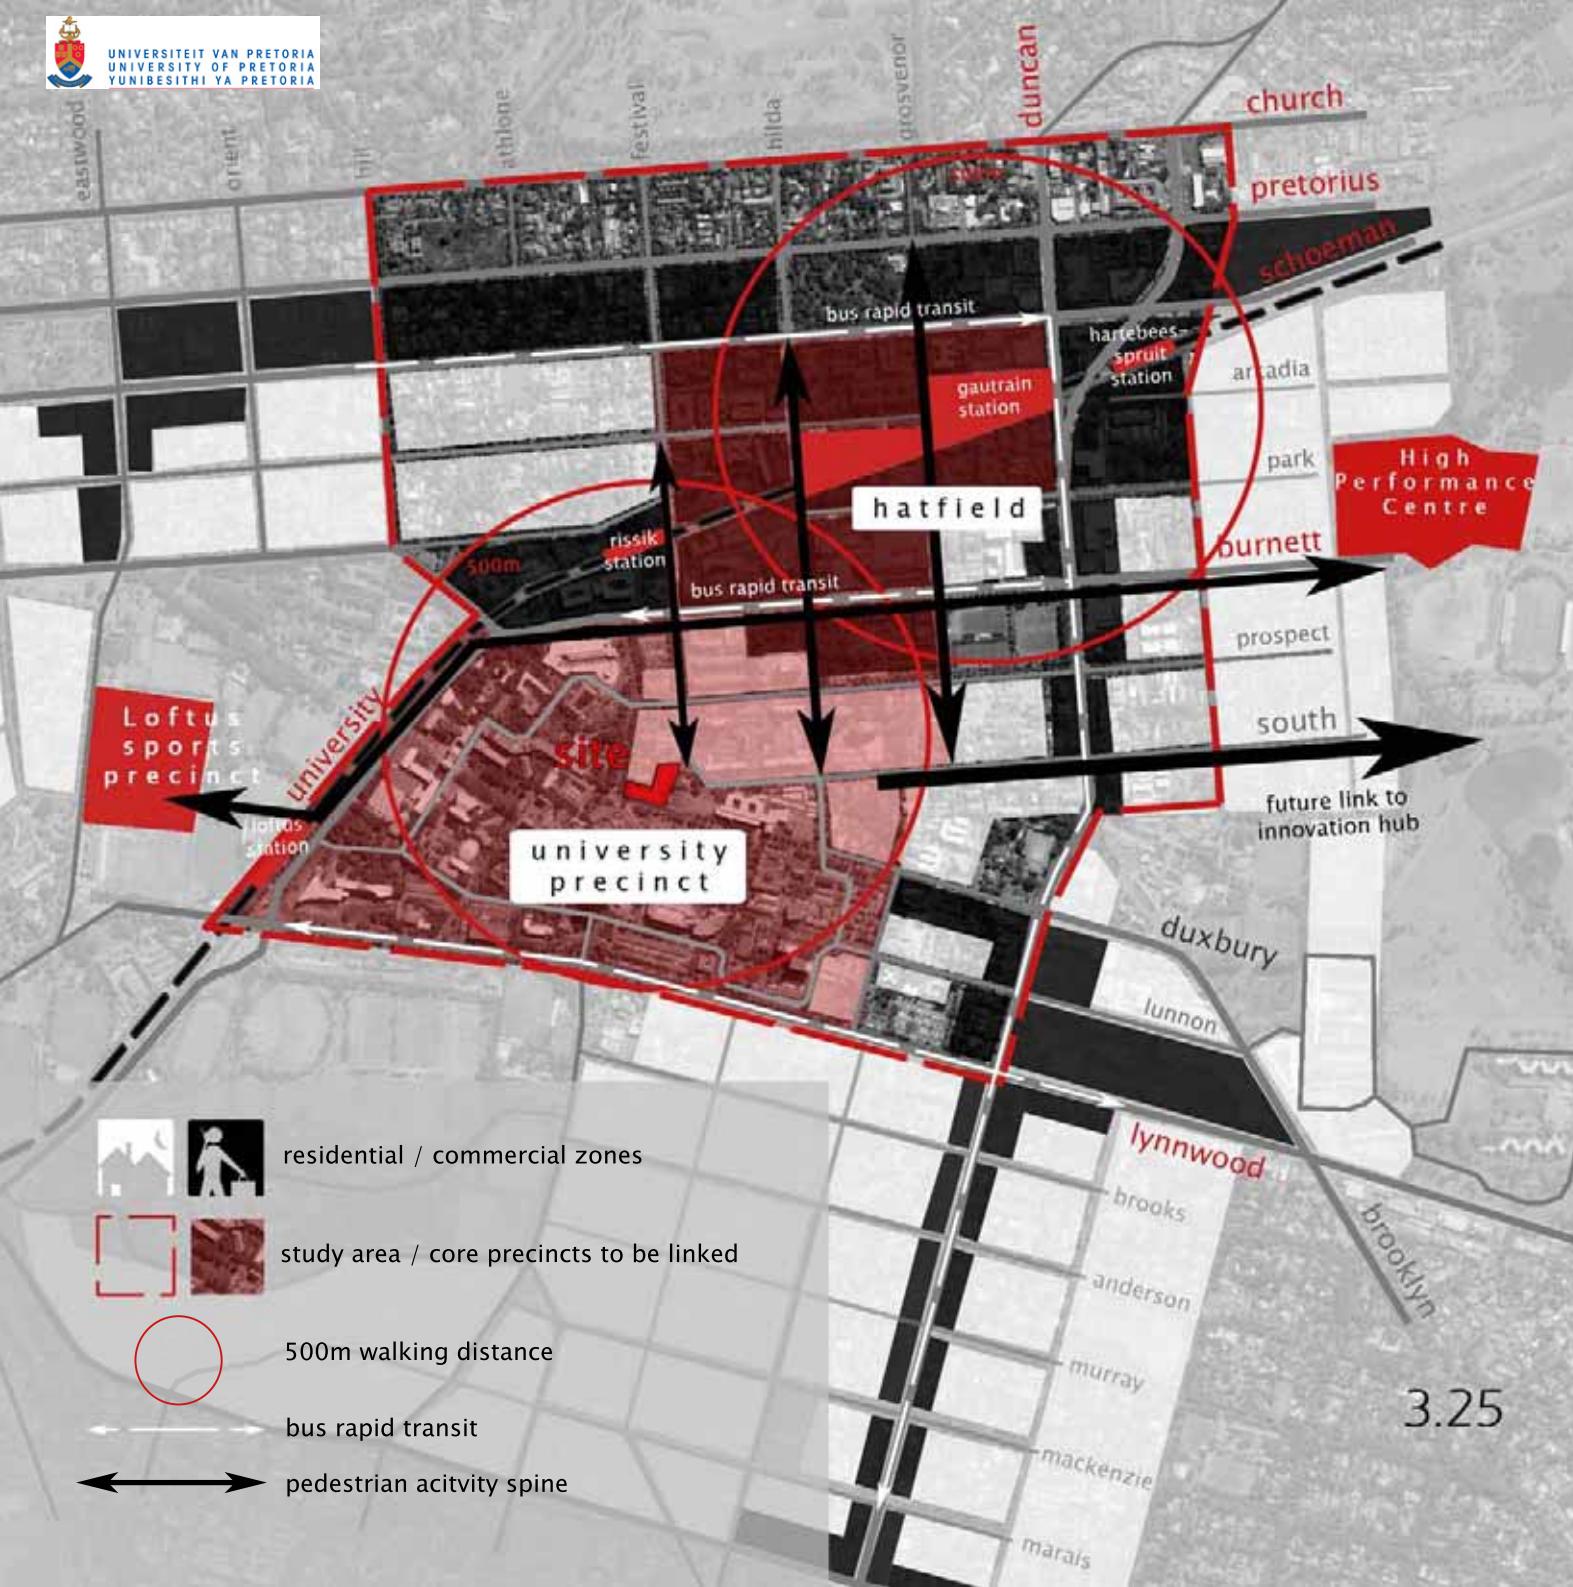 UNIVERSITEIT VAN PRETORIA
UNIVERSITY OF PRETORIA
YUNIBESITHI YA PRETORIA
eastwood
orient
hill
athlone
festival
hilda
grosvenor
duncan
church
pretorius
schoeman
bus rapid transit
hartebees-
spruit
station
gautrain
station
arcadia
park
High
Performance
Centre
hatfield
burnett
rissik
station
500m
bus rapid transit
prospect
south
university
Loftus
sports
precinct
site
loftus
station
future link to
innovation hub
university
precinct
duxbury
lunnon
lynnwood
brooks
brooklyn
anderson
murray
mackenzie
marais
residential / commercial zones
study area / core precincts to be linked
500m walking distance
bus rapid transit
pedestrian acitvity spine
3.25